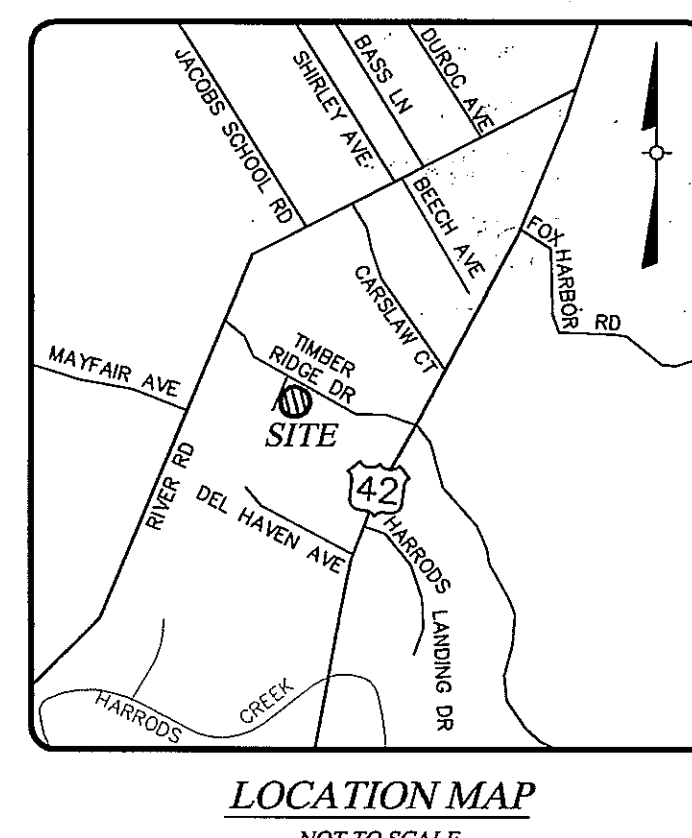 JACOBS SCHOOL RD
SHIRLEY AVE.
BASS LN
DUROC AVE
BEECH AVE
FOX HARBOR RD
CARSLAW CT
TIMBER
RIDGE DR
MAYFAIR AVE
SITE
RIVER RD
42
DEL HAVEN AVE
HARRODS LANDING DR
HARRODS CREEK
LOCATION MAP
NOT TO SCALE